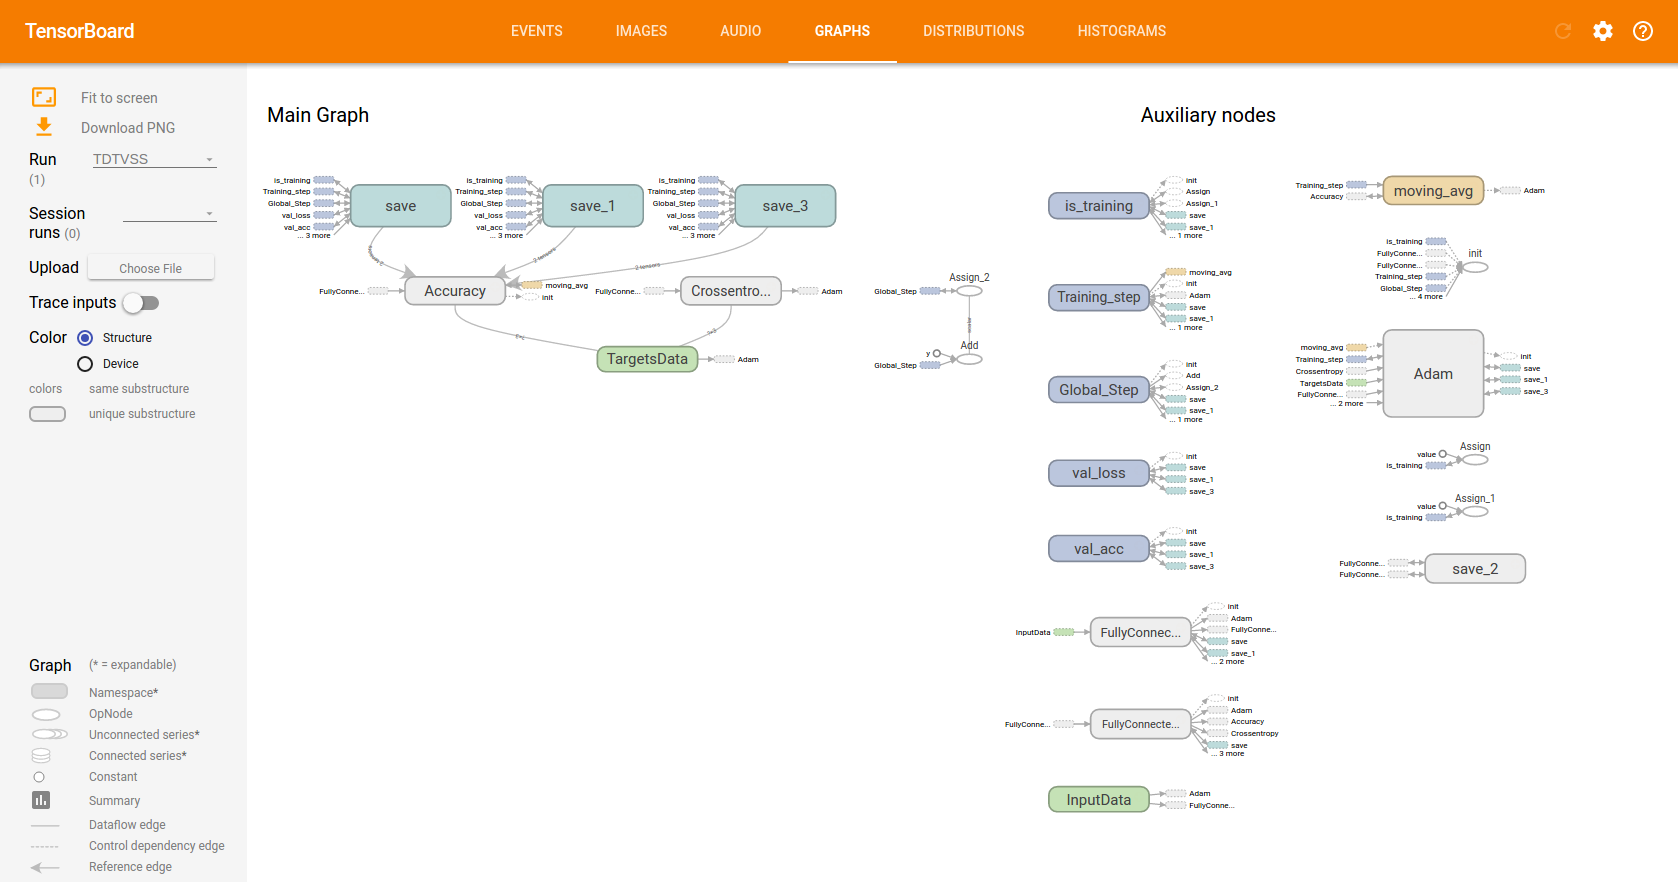 TensorBoard
EVENTS
IMAGES
AUDIO
GRAPHS
DISTRIBUTIONS
HISTOGRAMS
Fit to screen
Download PNG
Run
(1)
TDTVSS
Session
runs (0)
Upload
Choose File
Trace inputs
Color
Structure
Device
colors
same substructure
unique substructure
Graph
(* = expandable)
Namespace*
OpNode
Unconnected series*
Connected series*
Constant
Summary
Dataflow edge
Control dependency edge
Reference edge
Main Graph
is_training
Training_step
Global_Step
val_loss
val_acc
... 3 more
save
is_training
Training_step
Global_Step
val_loss
val_acc
... 3 more
save_1
is_training
Training_step
Global_Step
val_loss
val_acc
... 3 more
save_3
2 tensors
2 tensors
2 tensors
FullyConne...
Accuracy
moving_avg
init
FullyConne...
Crossentro...
Adam
TargetsData
Adam
Assign_2
Global_Step
scalar
Add
y
Global_Step
Auxiliary nodes
is_training
init
Assign
Assign_1
save
save_1
... 1 more
Training_step
moving_avg
init
Adam
save
save_1
... 1 more
Global_Step
init
Add
Assign_2
save
save_1
... 1 more
val_loss
init
save
save_1
save_3
val_acc
init
save
save_1
save_3
InputData
FullyConnec...
init
Adam
FullyConne...
save
save_1
... 2 more
FullyConne...
FullyConnecte...
init
Adam
Accuracy
Crossentropy
save
... 3 more
InputData
Adam
FullyConne...
Training_step
Accuracy
moving_avg
Adam
is_training
FullyConne...
FullyConne...
Training_step
Global_Step
... 4 more
init
moving_avg
Training_step
Crossentropy
TargetsData
FullyConne...
... 2 more
Adam
init
save
save_1
save_3
Assign
value
is_training
Assign_1
value
is_training
FullyConne...
FullyConne...
save_2